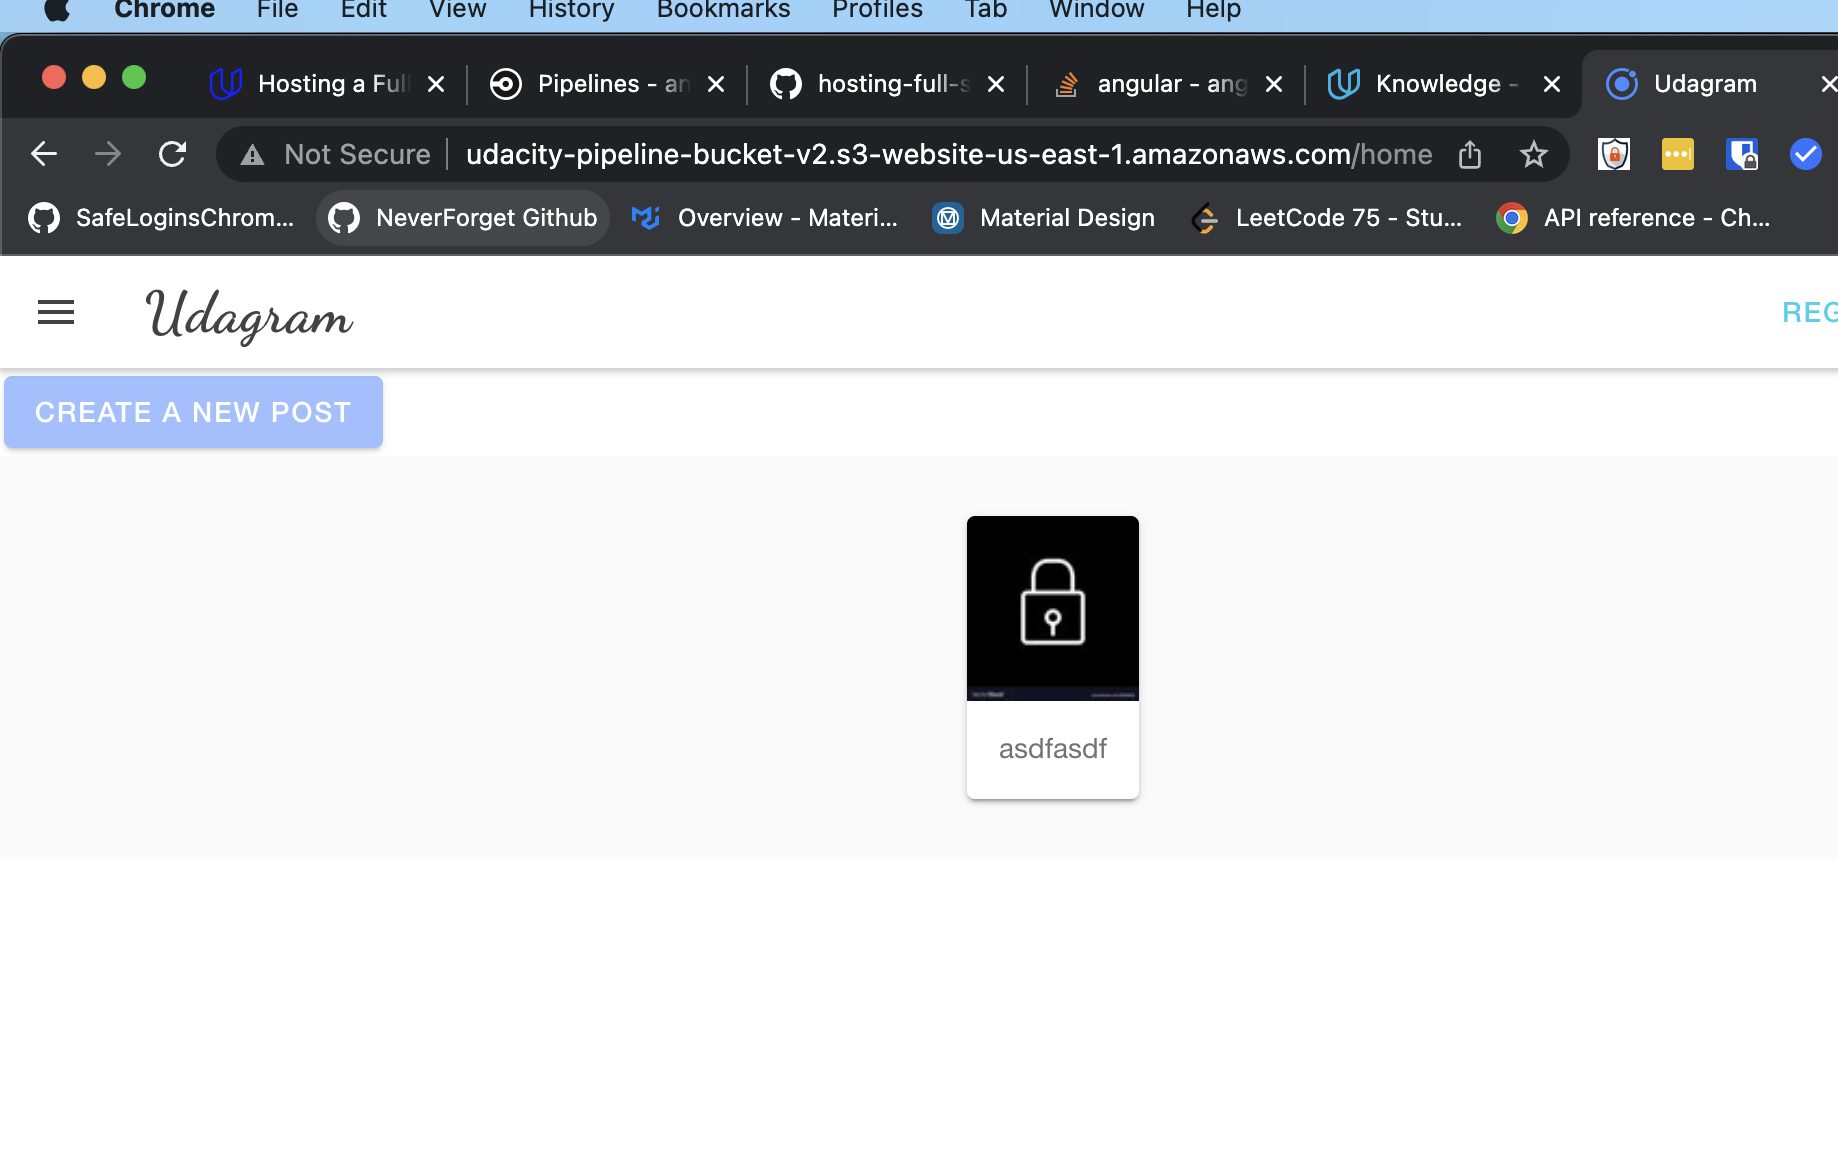 Chrome File Edit View History Bookmarks Profiles Tab Window Help
Hosting a Full Pipelines - an hosting-full-s angular - ang Knowledge - Udagram
Not Secure udacity-pipeline-bucket-v2.s3-website-us-east-1.amazonaws.com/home
SafeLoginsChrom... NeverForget Github Overview - Materi... Material Design LeetCode 75 - Stu... API reference - Ch...
Udagram REG
CREATE A NEW POST
asdfasdf